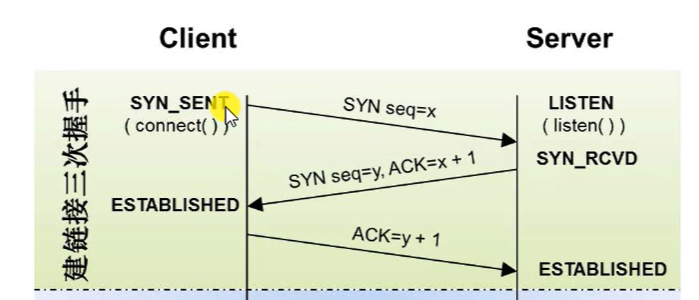 Client
Server
建链接三次握手
SYN_SENT
( connect( ) )
SYN seq=x
LISTEN
( listen( ) )
SYN_RCVD
SYN seq=y, ACK=x + 1
ESTABLISHED
ACK=y + 1
ESTABLISHED